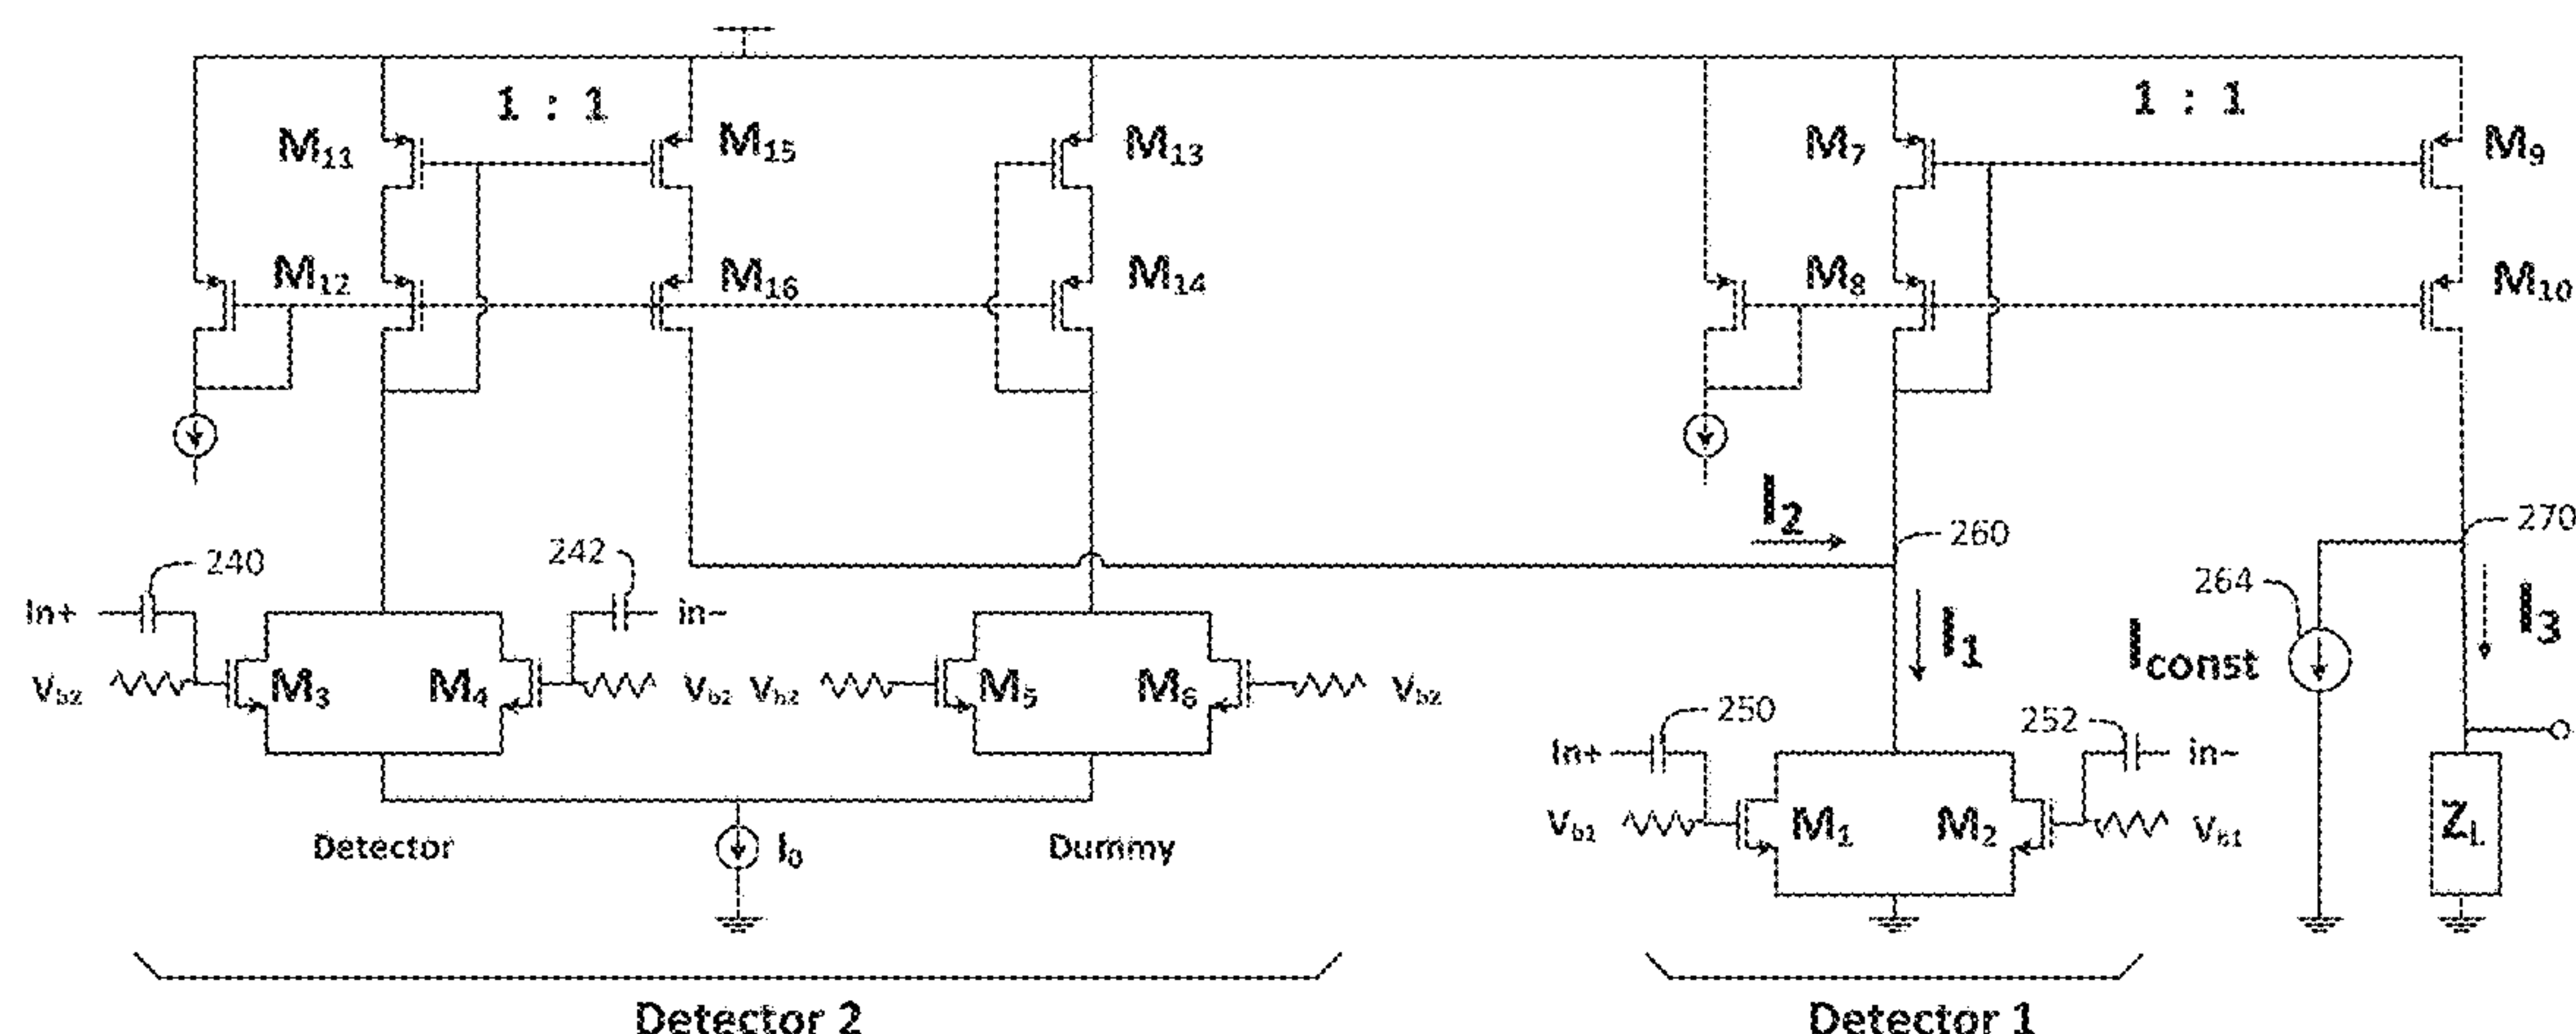 1 : 1
1 : 1
M11
M15
M13
M7
M9
M12
M16
M14
M8
M10
I2
260
270
240
242
264
I3
In+
in-
I1
Iconst
Vb2
M3
M4
Vb2
Vb2
M5
M6
Vb2
250
252
In+
in-
Vb1
M1
M2
Vb1
ZL
Detector
I0
Dummy
Detector 2
Detector 1